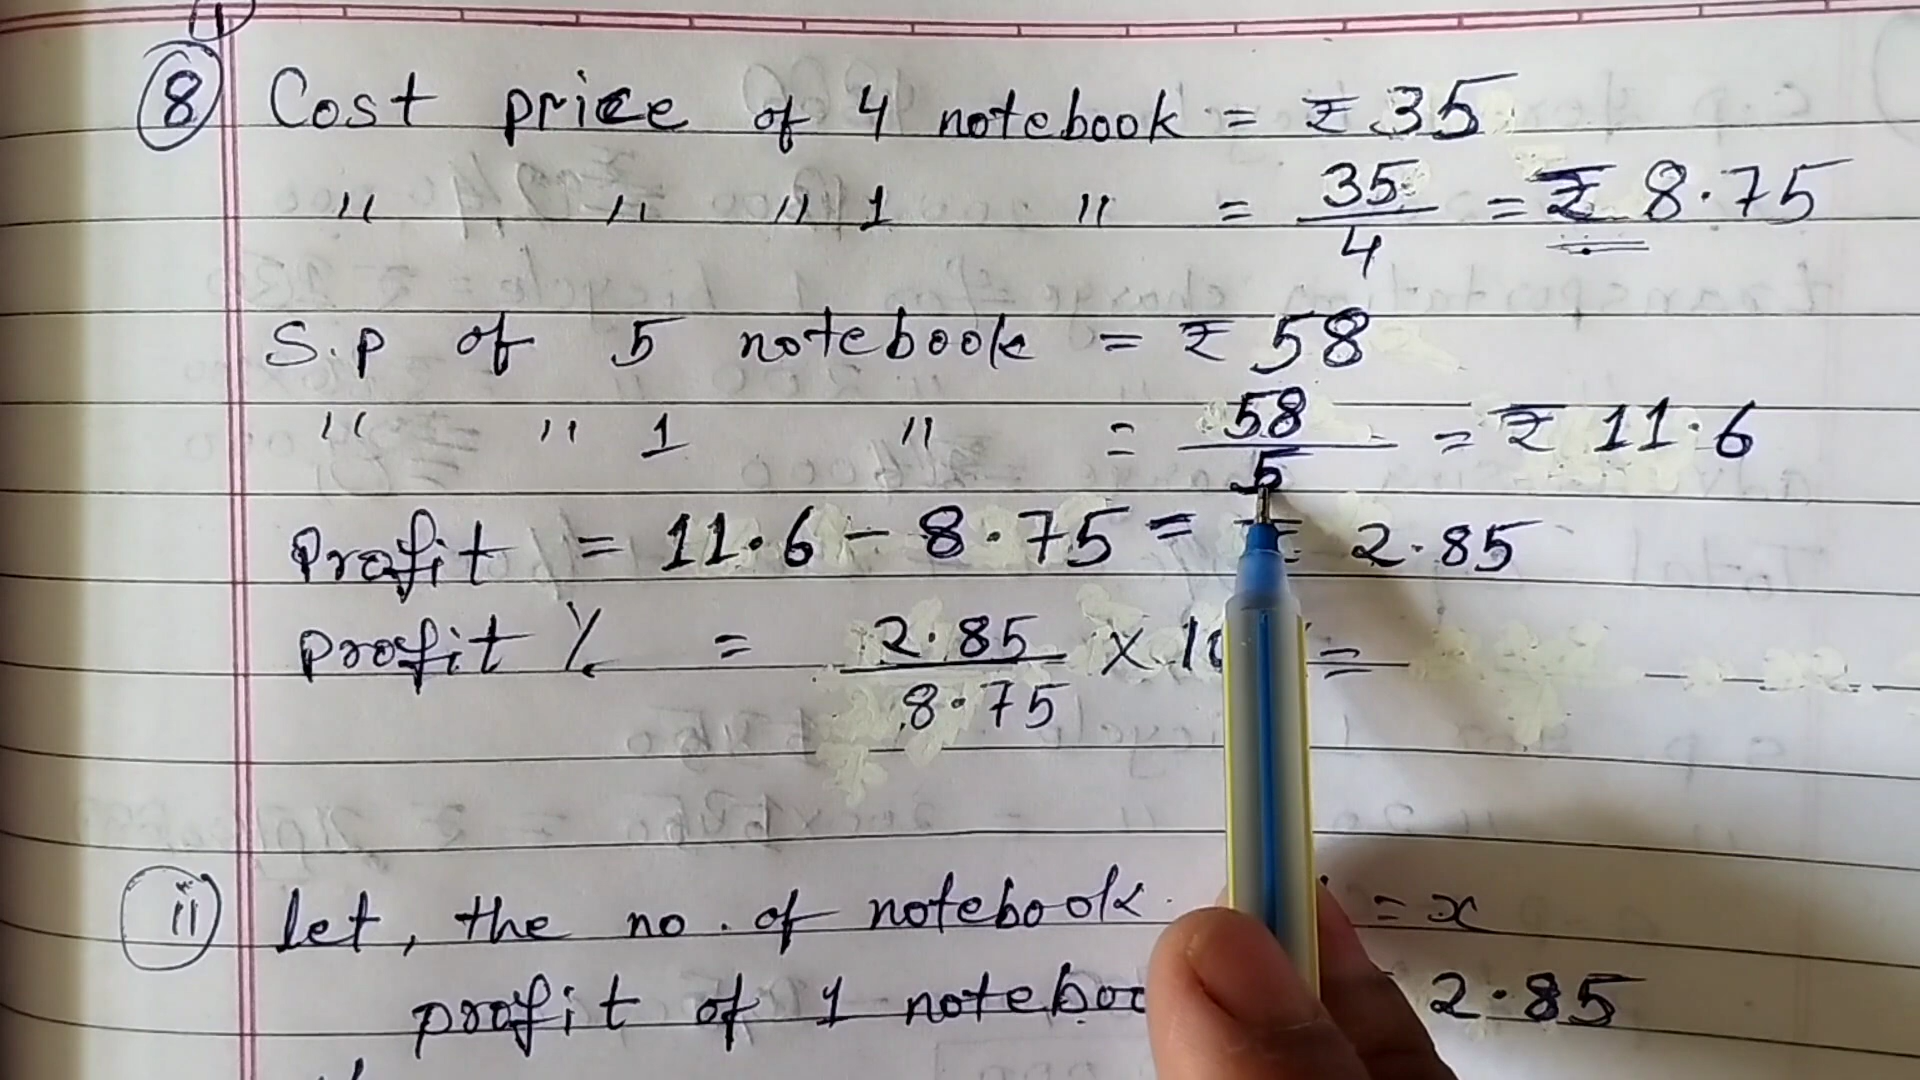 8 Cost price of 4 notebook = ₹ 35
" " " 1 " = 35/4 = ₹ 8.75
S.p of 5 notebook = ₹ 58
" " 1 " = 58/5 = ₹ 11.6
Profit = 11.6 - 8.75 = ₹ 2.85
Profit % = 2.85/8.75 × =
ii let, the no. of notebook = x
profit of 1 2.85